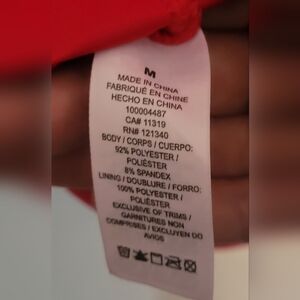 M
MADE IN CHINA
FABRIQUÉ EN CHINE
HECHO EN CHINA
100004487
CA# 11319
RN# 121340
BODY / CORPS / CUERPO:
92% POLYESTER /
POLIÉSTER
8% SPANDEX
LINING / DOUBLURE / FORRO:
100% POLYESTER /
POLIÉSTER
EXCLUSIVE OF TRIMS /
GARNITURES NON
COMPRISES / EXCLUYEN DO
AVIOS